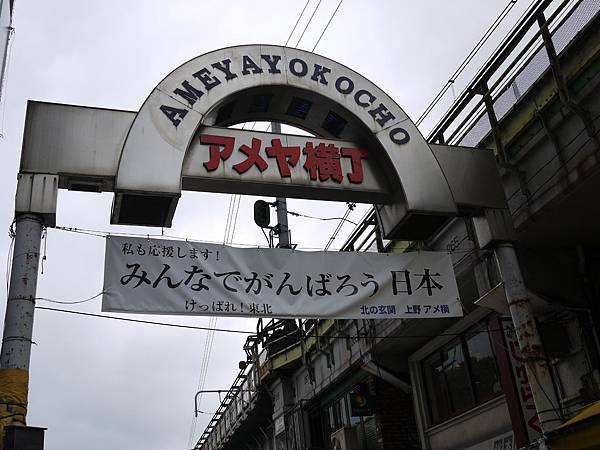 AMEYAYOKOCHO
アメヤ横丁
私も応援します!
みんなでがんばろう日本
けっぱれ!東北
北の玄関 上野 アメ横